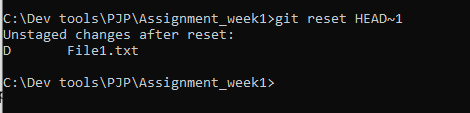 C:\Dev tools\PJP\Assignment_week1>git reset HEAD~1
Unstaged changes after reset:
D       File1.txt
C:\Dev tools\PJP\Assignment_week1>